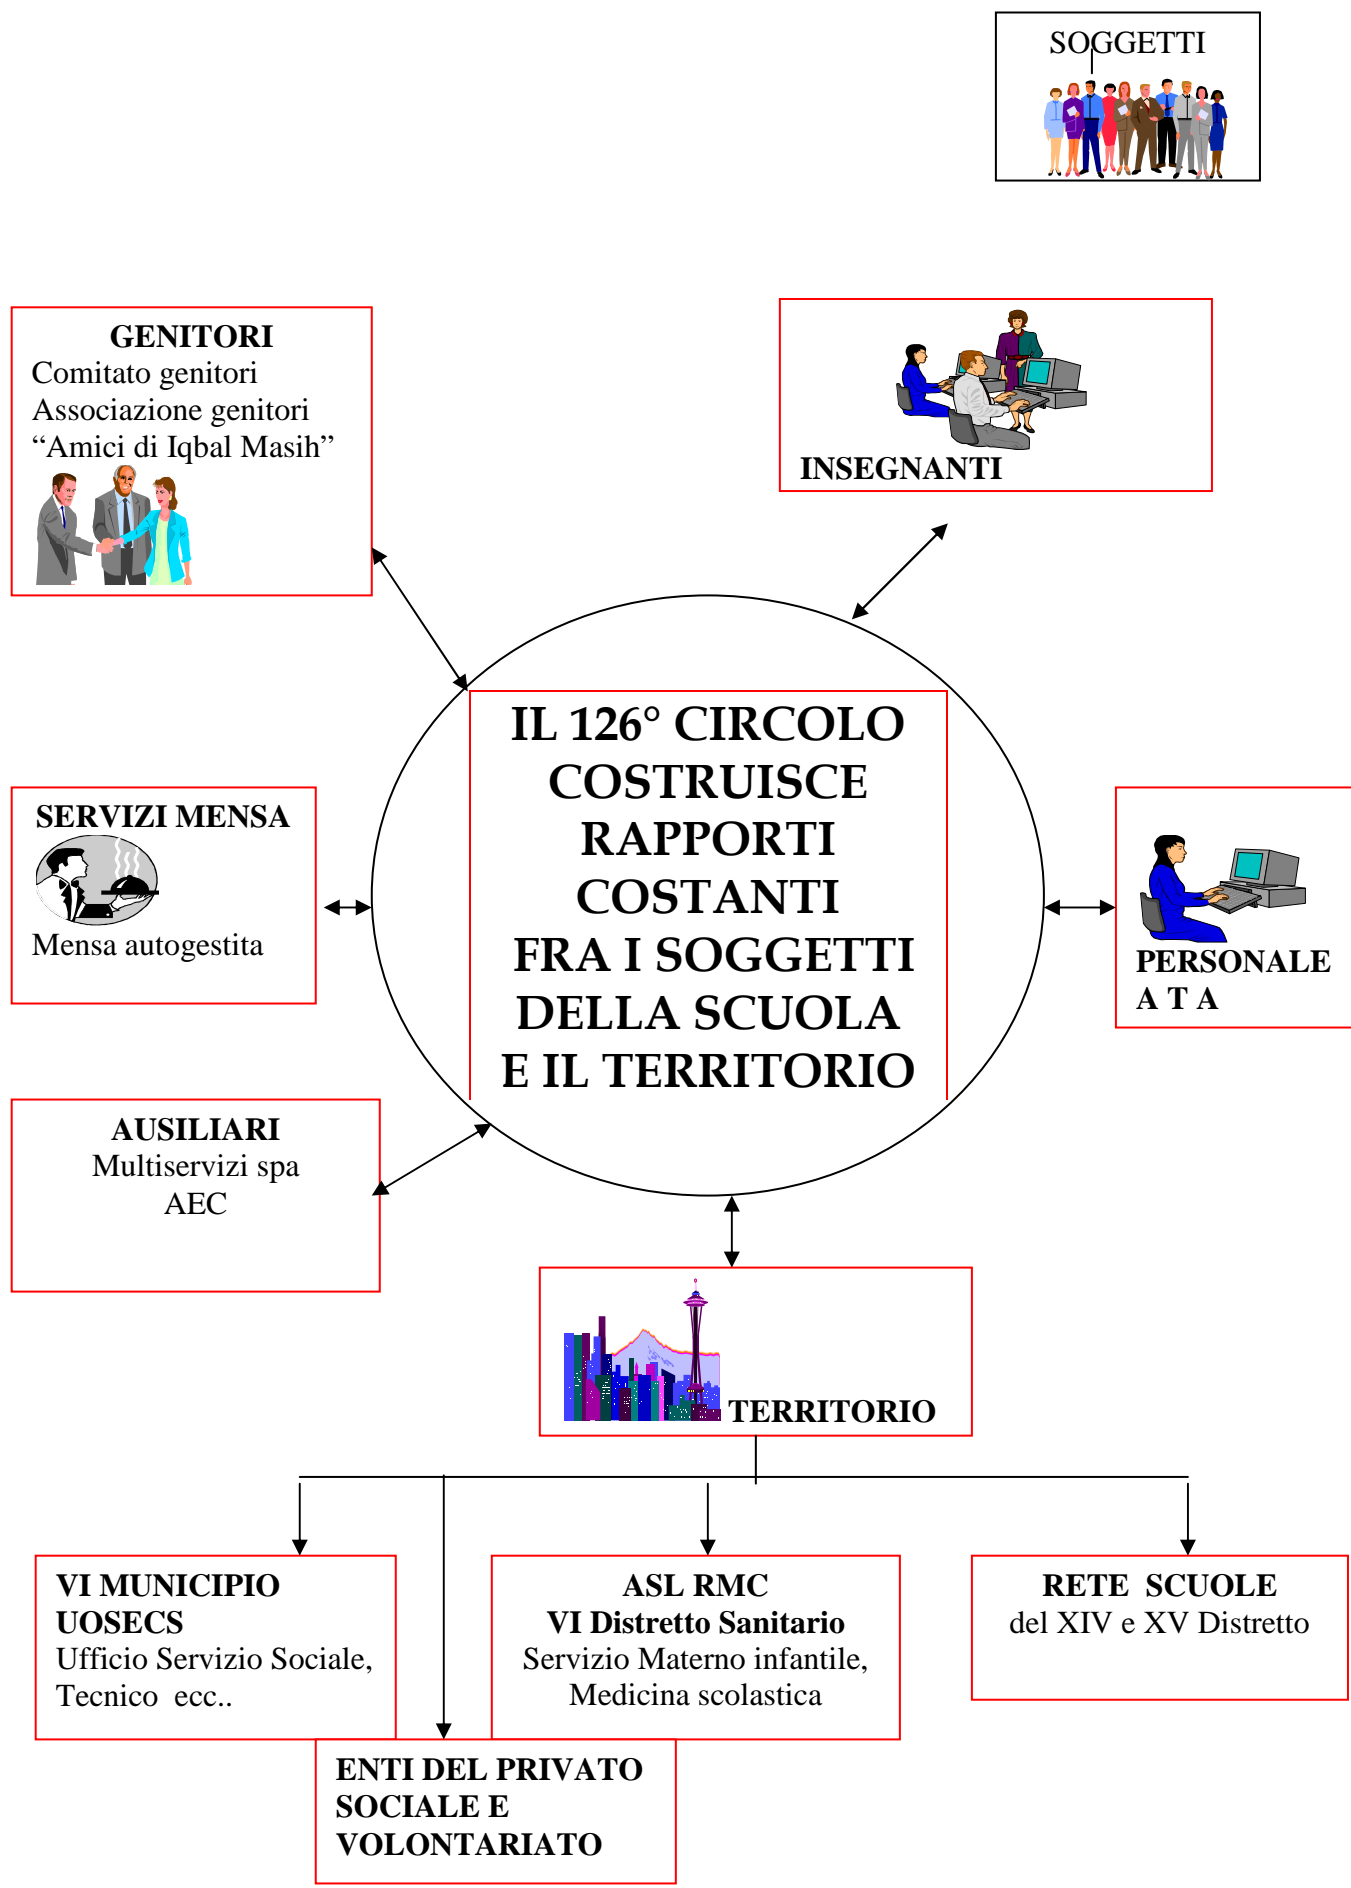 SOGGETTI
GENITORI
Comitato genitori
Associazione genitori
“Amici di Iqbal Masih”
INSEGNANTI
IL 126° CIRCOLO
COSTRUISCE
RAPPORTI
COSTANTI
FRA I SOGGETTI
DELLA SCUOLA
E IL TERRITORIO
SERVIZI MENSA
Mensa autogestita
PERSONALE
A T A
AUSILIARI
Multiservizi spa
AEC
TERRITORIO
VI MUNICIPIO
UOSECS
Ufficio Servizio Sociale,
Tecnico  ecc..
ASL RMC
VI Distretto Sanitario
Servizio Materno infantile,
Medicina scolastica
RETE  SCUOLE
del XIV e XV Distretto
ENTI DEL PRIVATO
SOCIALE E
VOLONTARIATO